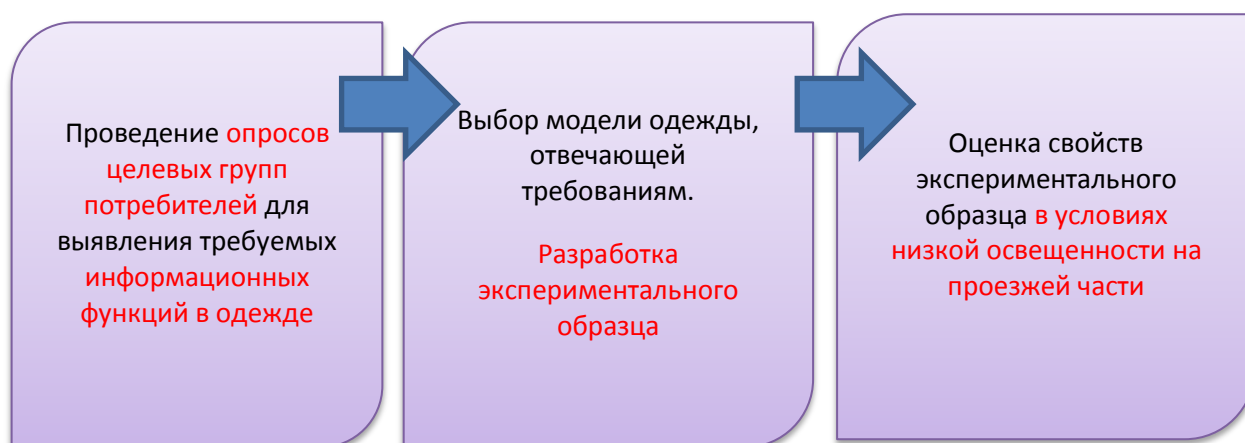 Проведение опросов
целевых групп
потребителей для
выявления требуемых
информационных
функций в одежде
Выбор модели одежды,
отвечающей
требованиям.
Разработка
экспериментального
образца
Оценка свойств
экспериментального
образца в условиях
низкой освещенности на
проезжей части